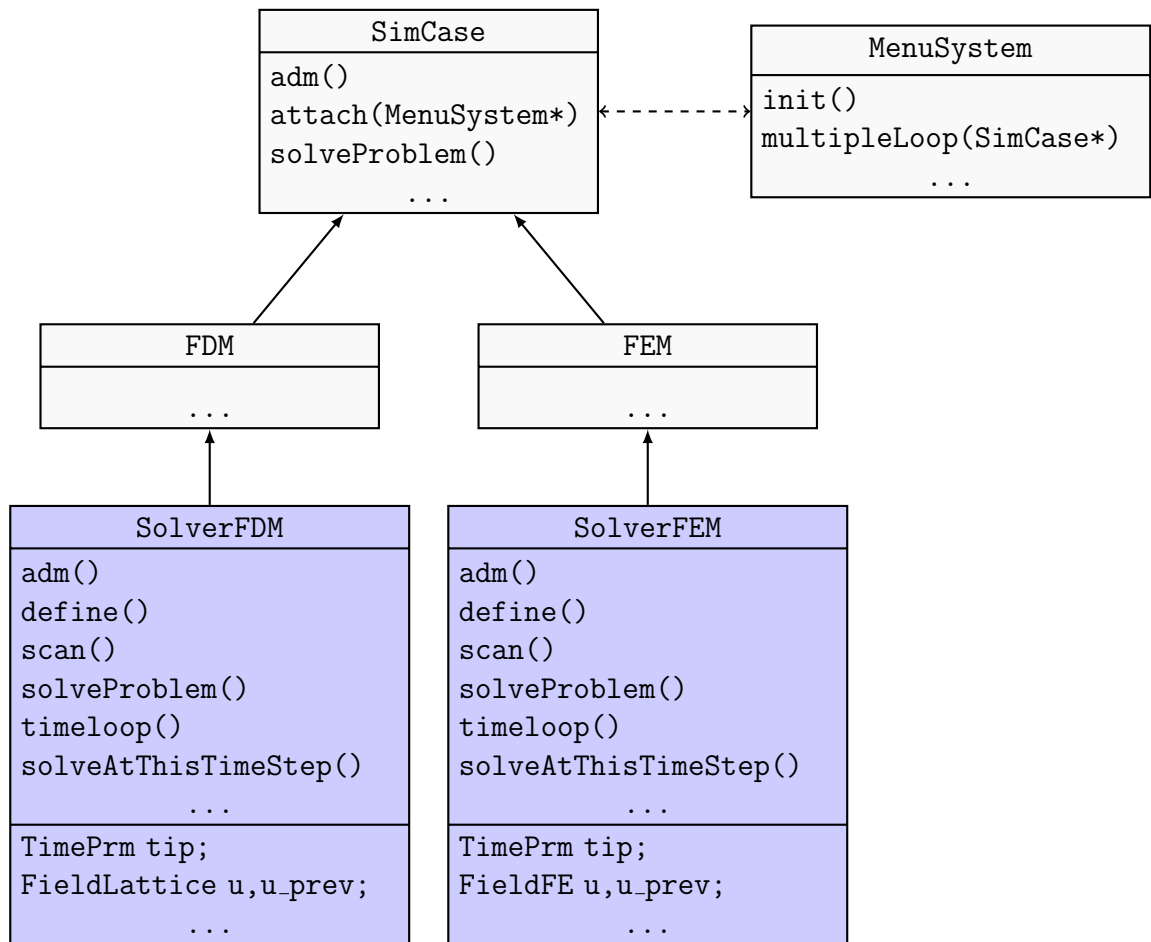 SimCase
adm()
attach(MenuSystem*)
solveProblem()
...
MenuSystem
init()
multipleLoop(SimCase*)
...
FDM
...
FEM
...
SolverFDM
adm()
define()
scan()
solveProblem()
timeloop()
solveAtThisTimeStep()
...
TimePrm tip;
FieldLattice u,u_prev;
...
SolverFEM
adm()
define()
scan()
solveProblem()
timeloop()
solveAtThisTimeStep()
...
TimePrm tip;
FieldFE u,u_prev;
...